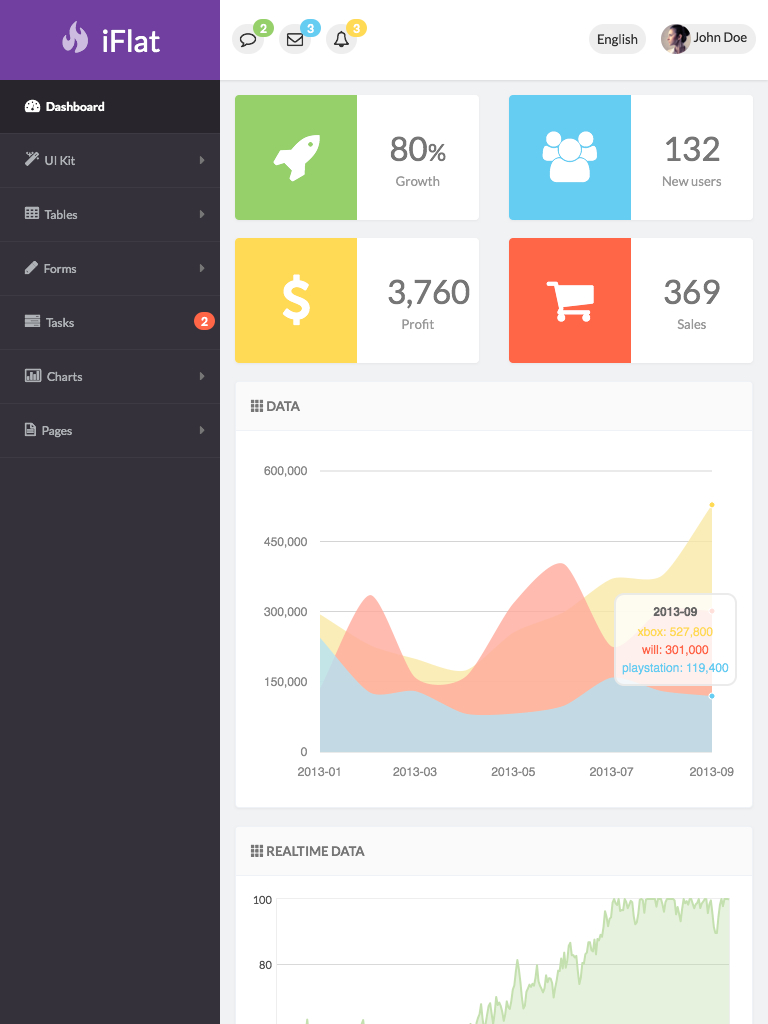 iFlat
2
3
3
English
John Doe
Dashboard
UI Kit
Tables
Forms
Tasks
2
Charts
Pages
80%
Growth
132
New users
3,760
Profit
369
Sales
DATA
600,000
450,000
300,000
150,000
0
2013-01
2013-03
2013-05
2013-07
2013-09
2013-09
xbox: 527,800
will: 301,000
playstation: 119,400
REALTIME DATA
100
80